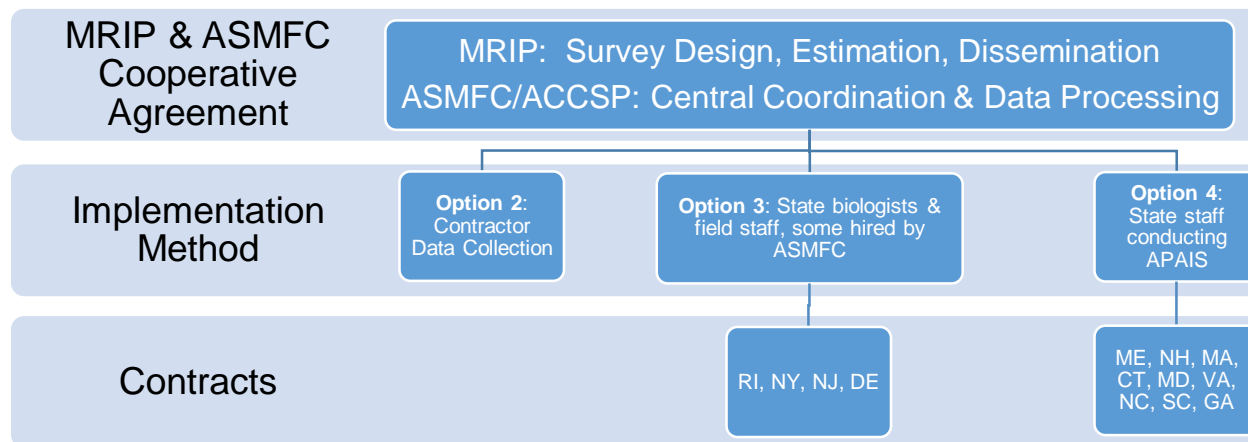 MRIP & ASMFC
Cooperative
Agreement
MRIP: Survey Design, Estimation, Dissemination
ASMFC/ACCSP: Central Coordination & Data Processing
Implementation
Method
Option 2:
Contractor
Data Collection
Option 3: State biologists &
field staff, some hired by
ASMFC
Option 4:
State staff
conducting
APAIS
Contracts
RI, NY, NJ, DE
ME, NH, MA,
CT, MD, VA,
NC, SC, GA